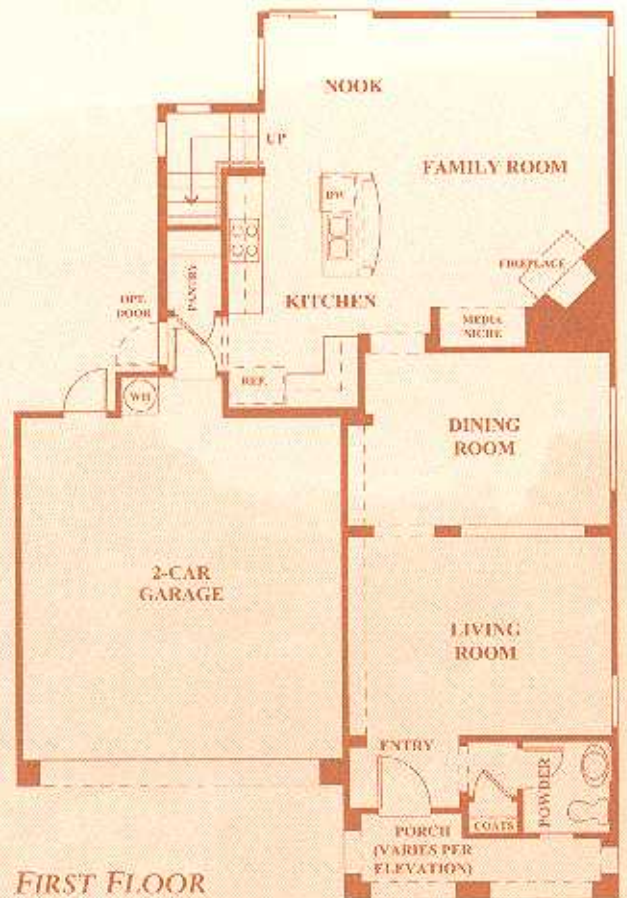 NOOK
UP
FAMILY ROOM
DW
FIREPLACE
PANTRY
OPT.
DOOR
KITCHEN
MEDIA
NICHE
REF.
WH
DINING
ROOM
2-CAR
GARAGE
LIVING
ROOM
ENTRY
POWDER
COATS
PORCH
(VARIES PER
ELEVATION)
FIRST FLOOR